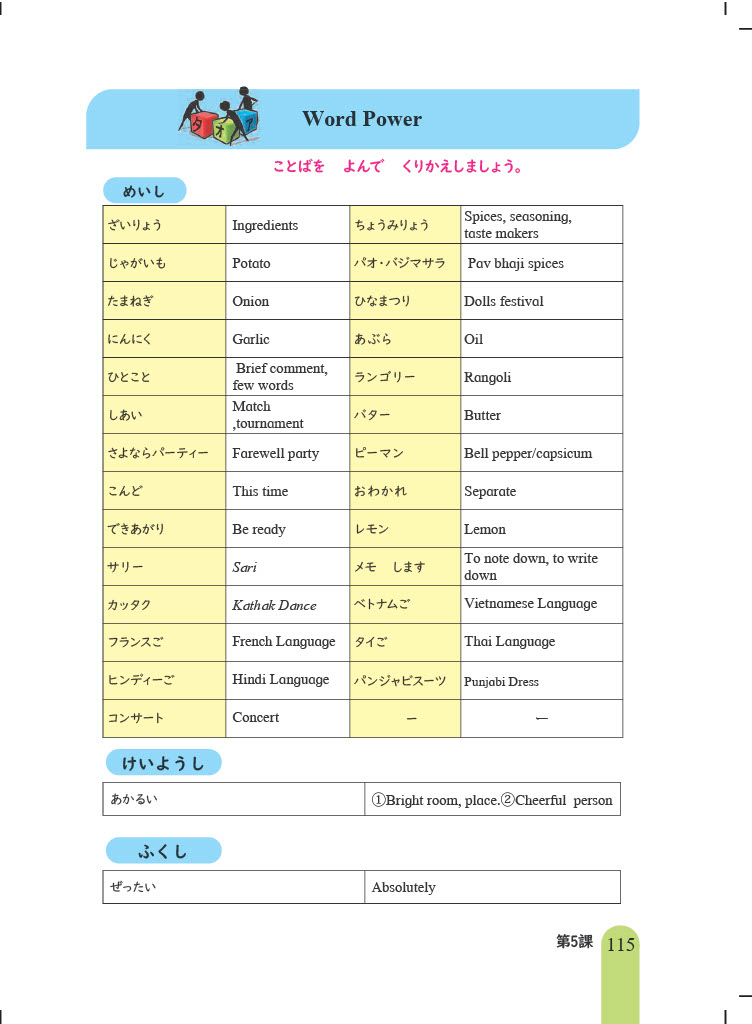 タ オ ア
Word Power
ことばを よんで くりかえしましょう。
めいし
ざいりょう Ingredients ちょうみりょう Spices, seasoning,
taste makers
じゃがいも Potato パオ・バジマサラ Pav bhaji spices
たまねぎ Onion ひなまつり Dolls festival
にんにく Garlic あぶら Oil
ひとこと Brief comment,
few words ランゴリー Rangoli
しあい Match
,tournament バター Butter
さよならパーティー Farewell party ピーマン Bell pepper/capsicum
こんど This time おわかれ Separate
できあがり Be ready レモン Lemon
サリー Sari メモ します To note down, to write
down
カッタク Kathak Dance ベトナムご Vietnamese Language
フランスご French Language タイご Thai Language
ヒンディーご Hindi Language パンジャビスーツ Punjabi Dress
コンサート Concert ー ー
けいようし
あかるい ①Bright room, place.②Cheerful person
ふくし
ぜったい Absolutely
第5課 115